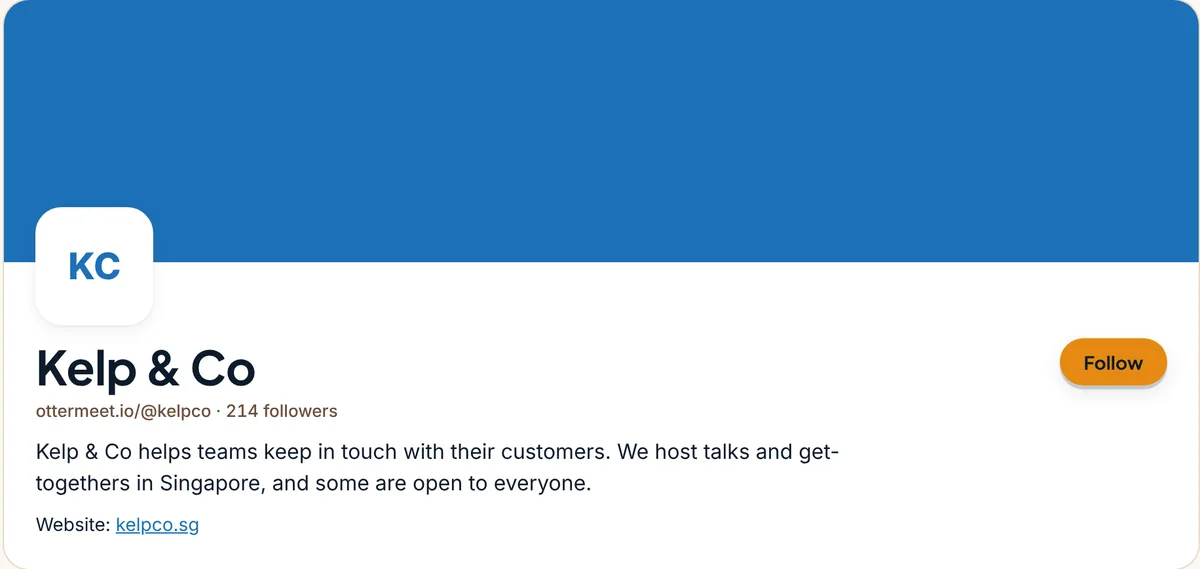 KC
Kelp & Co
Follow
ottermeet.io/@kelpco · 214 followers
Kelp & Co helps teams keep in touch with their customers. We host talks and get-
togethers in Singapore, and some are open to everyone.
Website: kelpco.sg